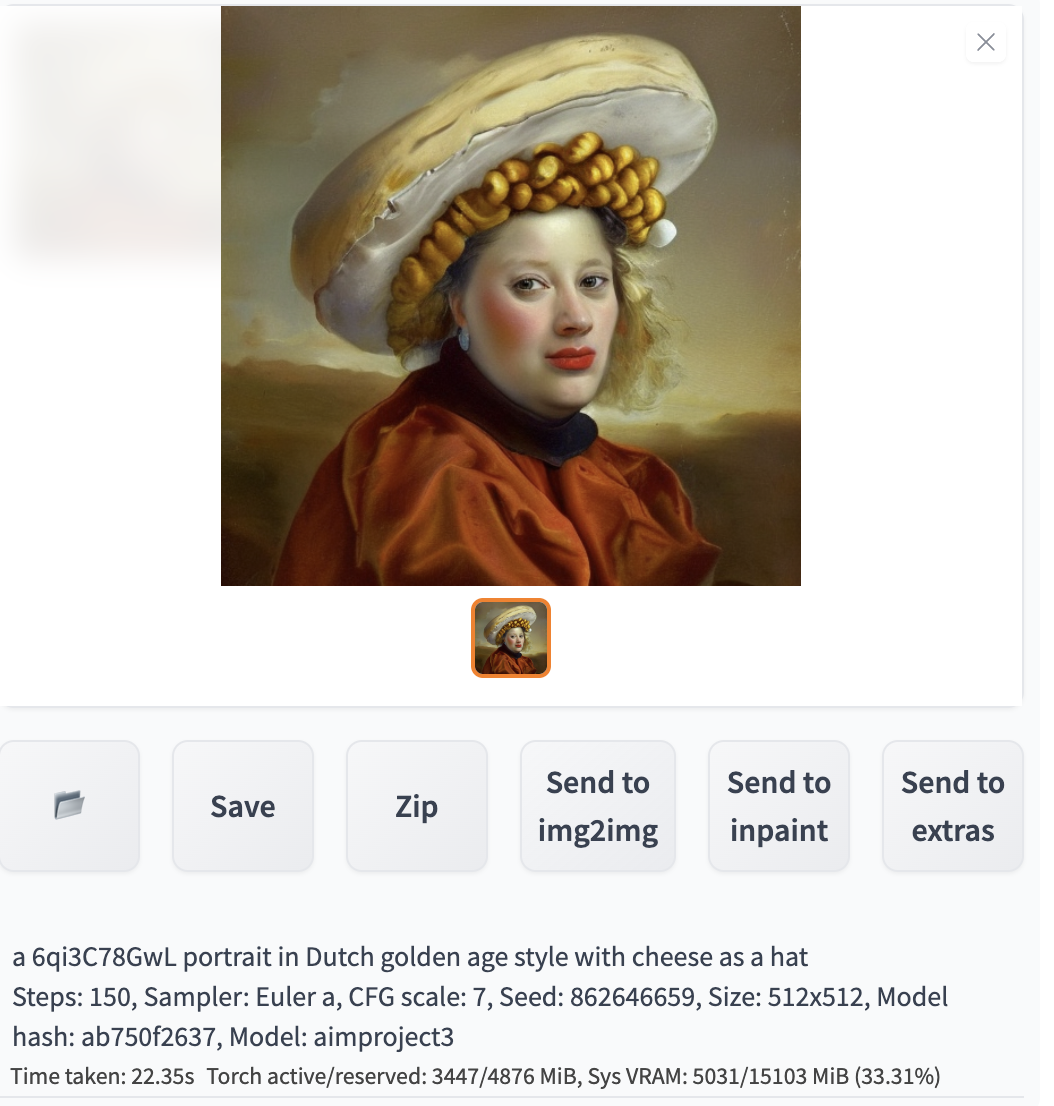 Save
Zip
Send to
img2img
Send to
inpaint
Send to
extras
a 6qi3C78GwL portrait in Dutch golden age style with cheese as a hat
Steps: 150, Sampler: Euler a, CFG scale: 7, Seed: 862646659, Size: 512x512, Model
hash: ab750f2637, Model: aimproject3
Time taken: 22.35s Torch active/reserved: 3447/4876 MiB, Sys VRAM: 5031/15103 MiB (33.31%)